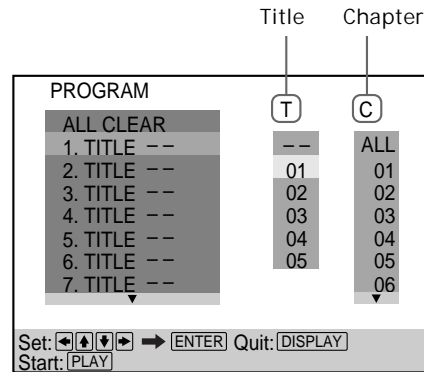 Title Chapter
PROGRAM
T C
ALL CLEAR
1. TITLE – – – – ALL
2. TITLE – – 01 01
3. TITLE – – 02 02
4. TITLE – – 03 03
5. TITLE – – 04 04
6. TITLE – – 05 05
7. TITLE – – 06
Set: ENTER Quit: DISPLAY
Start: PLAY